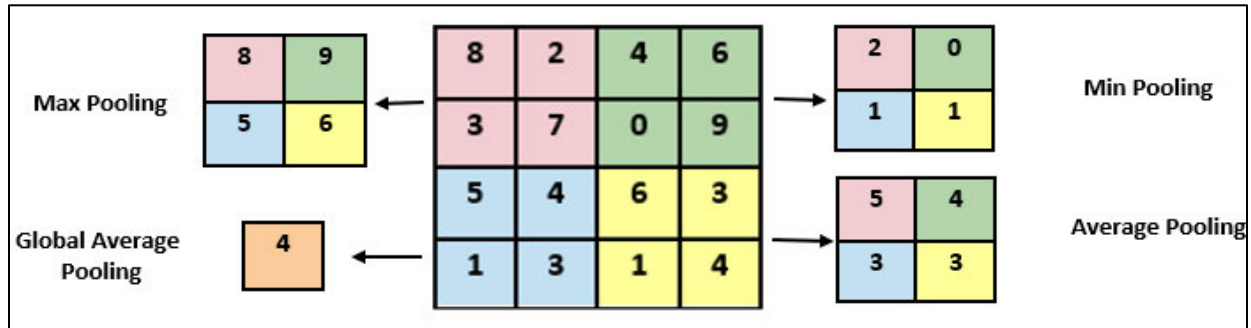 Max Pooling
8 9
5 6
Global Average
Pooling
4
8 2 4 6
3 7 0 9
5 4 6 3
1 3 1 4
2 0
1 1
Min Pooling
5 4
3 3
Average Pooling